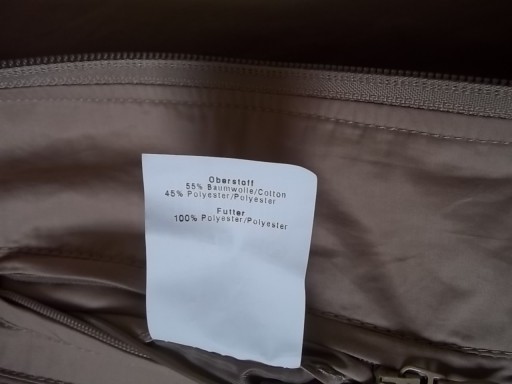 Oberstoff
55% Baumwolle/Cotton
45% Polyester/Polyester
Futter
100% Polyester/Polyester